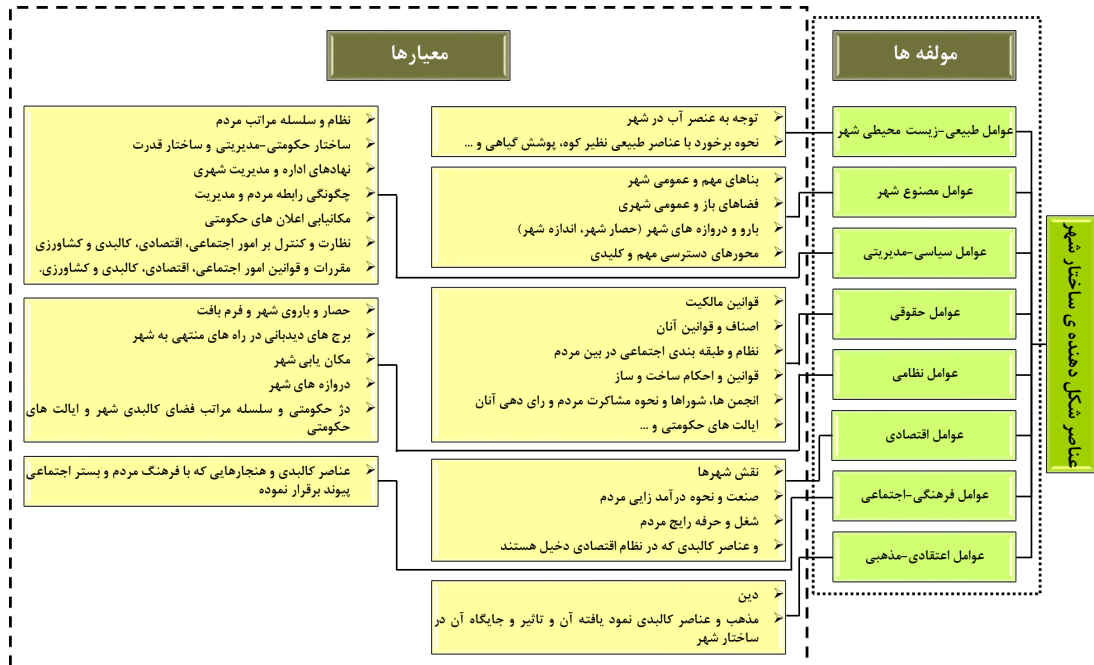 مولفه ها
معیارها
عناصر شکل دهنده ی ساختار شهر
عوامل طبیعی-زیست محیطی شهر
عوامل مصنوع شهر
عوامل سیاسی-مدیریتی
عوامل حقوقی
عوامل نظامی
عوامل اقتصادی
عوامل فرهنگی-اجتماعی
عوامل اعتقادی-مذهبی
توجه به عنصر آب در شهر
نحوه برخورد با عناصر طبیعی نظیر کوه، پوشش گیاهی و ...
بناهای مهم و عمومی شهر
فضاهای باز و عمومی شهری
بارو و دروازه های شهر (حصار شهر، اندازه شهر)
محورهای دسترسی مهم و کلیدی
قوانین مالکیت
اصناف و قوانین آنان
نظام و طبقه بندی اجتماعی در بین مردم
قوانین و احکام ساخت و ساز
انجمن ها، شوراها و نحوه مشاکرت مردم و رای دهی آنان
ایالت های حکومتی و ...
نقش شهرها
صنعت و نحوه درآمد زایی مردم
شغل و حرفه رایج مردم
و عناصر کالبدی که در نظام اقتصادی دخیل هستند
دین
مذهب و عناصر کالبدی نمود یافته آن و تاثیر و جایگاه آن در
ساختار شهر
نظام و سلسله مراتب مردم
ساختار حکومتی-مدیریتی و ساختار قدرت
نهادهای اداره و مدیریت شهری
چگونگی رابطه مردم و مدیریت
مکانیابی اعلان های حکومتی
نظارت و کنترل بر امور اجتماعی، اقتصادی، کالبدی و کشاورزی
مقررات و قوانین امور اجتماعی، اقتصادی، کالبدی و کشاورزی.
حصار و باروی شهر و فرم بافت
برج های دیدبانی در راه های منتهی به شهر
مکان یابی شهر
دروازه های شهر
دژ حکومتی و سلسله مراتب فضای کالبدی شهر و ایالت های
حکومتی
عناصر کالبدی و هنجارهایی که با فرهنگ مردم و بستر اجتماعی
پیوند برقرار نموده